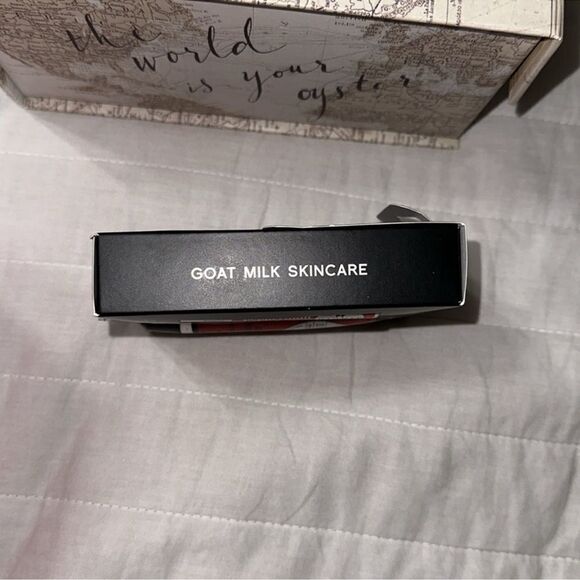 the
world
is your
oyster
GOAT MILK SKINCARE